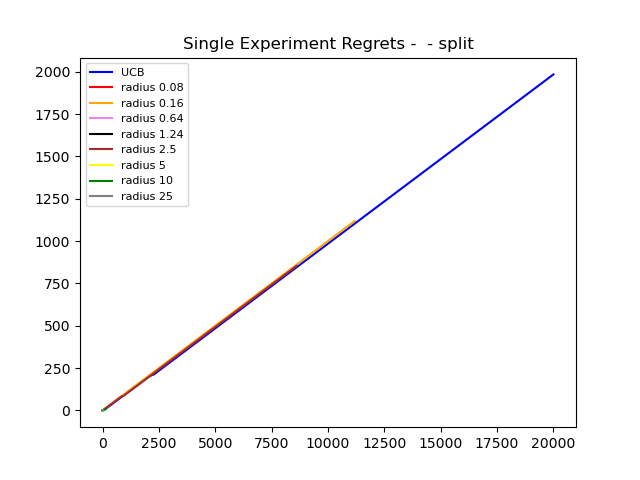 Single Experiment Regrets -  - split
2000
1750
1500
1250
1000
750
500
250
0
UCB
radius 0.08
radius 0.16
radius 0.64
radius 1.24
radius 2.5
radius 5
radius 10
radius 25
0 2500 5000 7500 10000 12500 15000 17500 20000